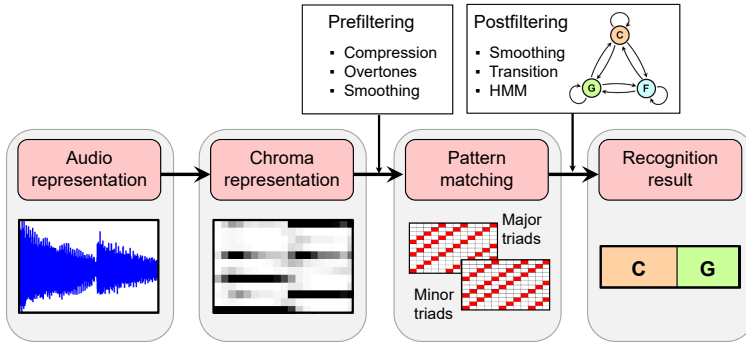 Prefiltering
▪ Compression
▪ Overtones
▪ Smoothing
Postfiltering
▪ Smoothing
▪ Transition
▪ HMM
C
G
F
Audio
representation
Chroma
representation
Pattern
matching
Recognition
result
Major
triads
Minor
triads
C
G